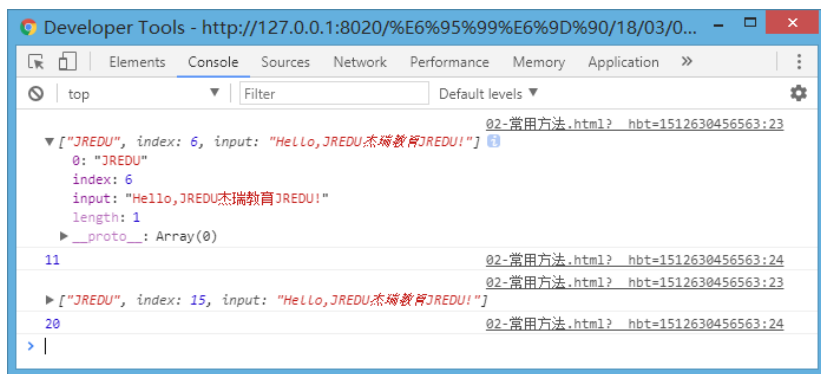 Developer Tools - http://127.0.0.1:8020/%E6%95%99%E6%9D%90/18/03/0...
Elements Console Sources Network Performance Memory Application »
top ▼ Filter Default levels ▼
02-常用方法.html?__hbt=1512630456563:23
▼ ["JREDU", index: 6, input: "Hello,JREDU杰瑞教育JREDU!"] i
0: "JREDU"
index: 6
input: "Hello,JREDU杰瑞教育JREDU!"
length: 1
▶ __proto__: Array(0)
11 02-常用方法.html?__hbt=1512630456563:24
02-常用方法.html?__hbt=1512630456563:23
▶ ["JREDU", index: 15, input: "Hello,JREDU杰瑞教育JREDU!"]
20 02-常用方法.html?__hbt=1512630456563:24
>